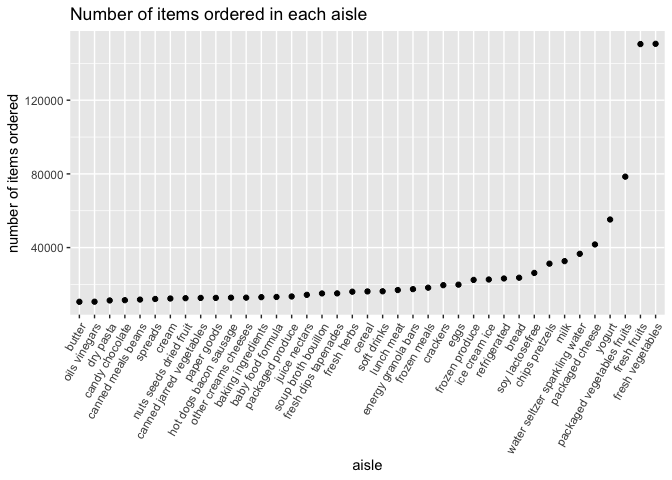 Number of items ordered in each aisle
number of items ordered
120000
80000
40000
butter
oils vinegars
dry pasta
candy chocolate
canned meals beans
spreads
cream
nuts seeds dried fruit
canned jarred vegetables
paper goods
hot dogs bacon sausage
other creams cheeses
baking ingredients
baby food formula
packaged produce
juice nectars
soup broth bouillon
fresh dips tapenades
fresh herbs
cereal
soft drinks
lunch meat
energy granola bars
frozen meals
crackers
eggs
frozen produce
ice cream ice
refrigerated
bread
soy lactosefree
chips pretzels
milk
water seltzer sparkling water
packaged cheese
yogurt
packaged vegetables fruits
fresh fruits
fresh vegetables
aisle